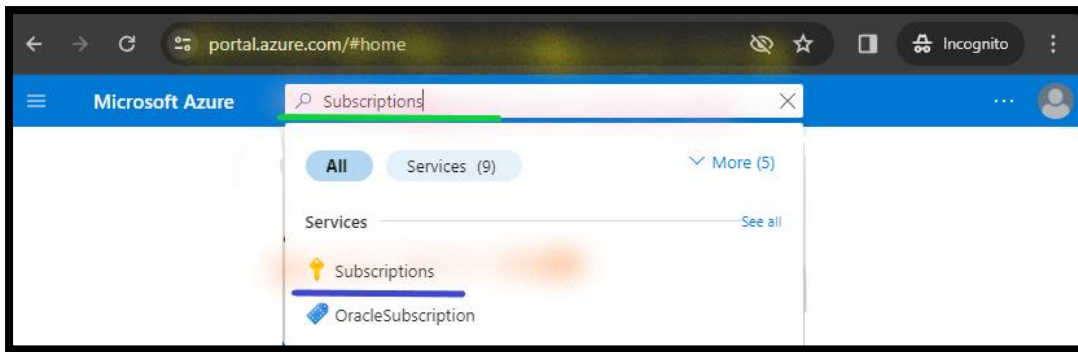 portal.azure.com/#home Incognito
Microsoft Azure Subscriptions
All Services (9) More (5)
Services See all
Subscriptions
OracleSubscription